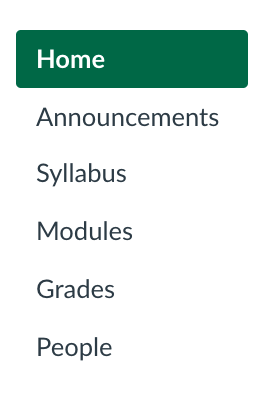 Home
Announcements
Syllabus
Modules
Grades
People